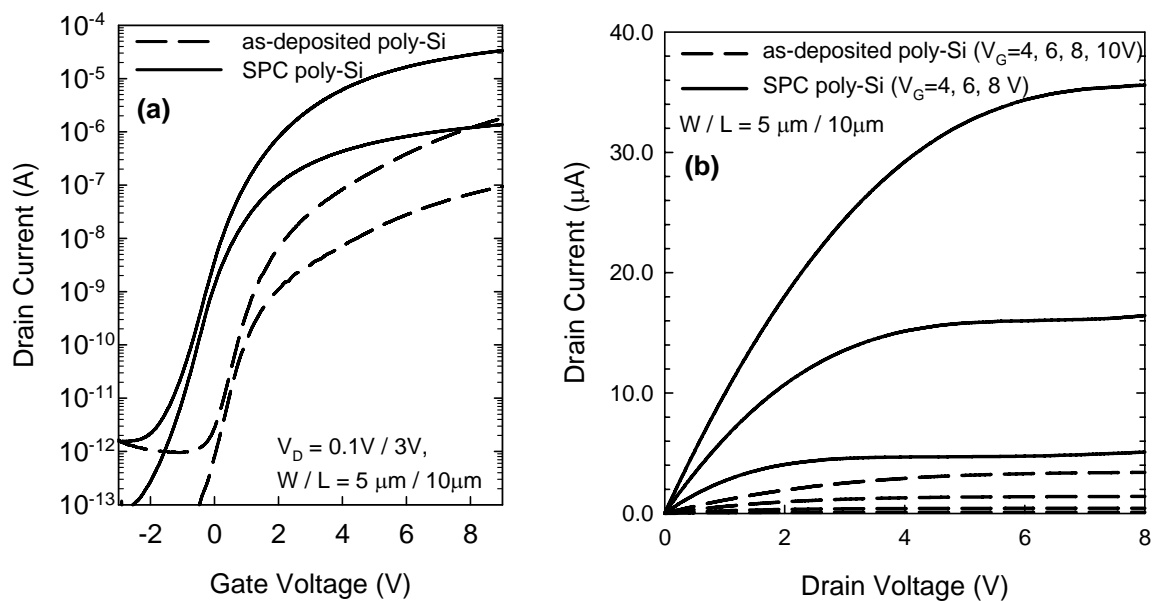 10⁻⁴
10⁻⁵
10⁻⁶
10⁻⁷
10⁻⁸
10⁻⁹
10⁻¹⁰
10⁻¹¹
10⁻¹²
10⁻¹³
Drain Current (A)
as-deposited poly-Si
SPC poly-Si
(a)
V_D = 0.1V / 3V,
W / L = 5 μm / 10μm
-2 0 2 4 6 8
Gate Voltage (V)
40.0
30.0
20.0
10.0
0.0
Drain Current (μA)
as-deposited poly-Si (V_G=4, 6, 8, 10V)
SPC poly-Si (V_G=4, 6, 8 V)
W / L = 5 μm / 10μm
(b)
0 2 4 6 8
Drain Voltage (V)